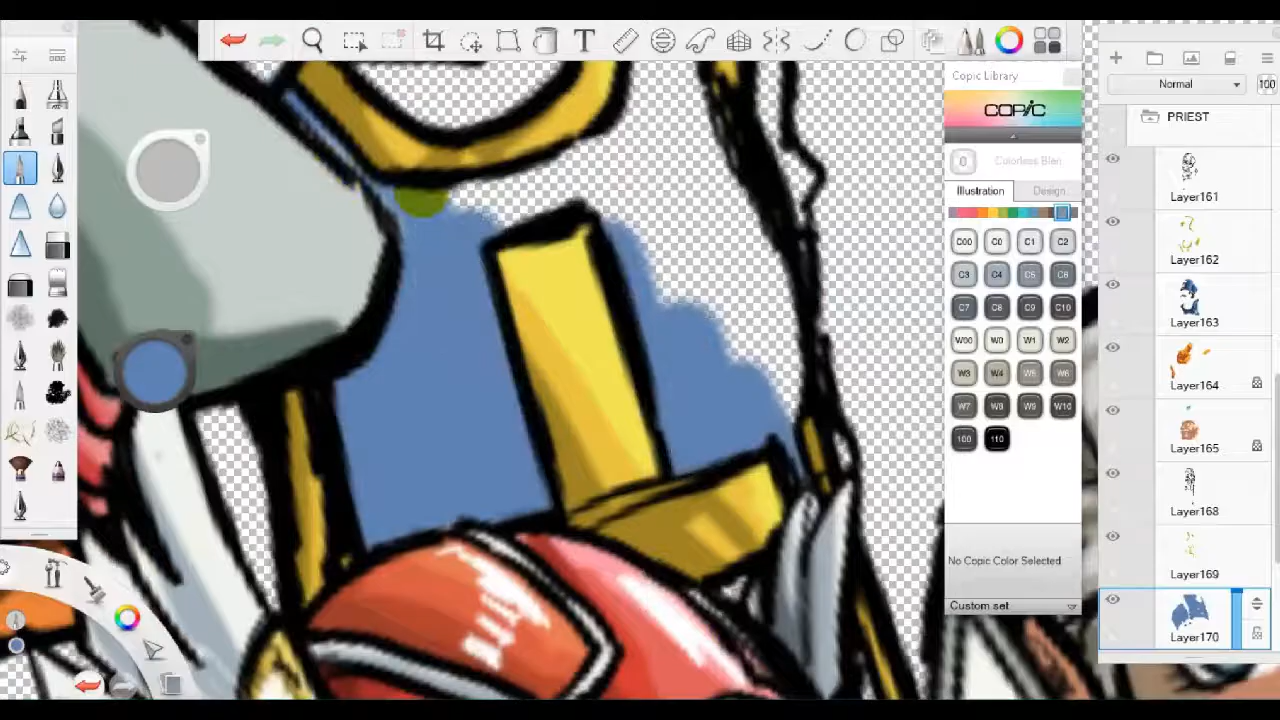 T
Copic Library
COPIC
0 Colorless Blen
Illustration Design
C00 C0 C1 C2
C3 C4 C5 C6
C7 C8 C9 C10
W00 W0 W1 W2
W3 W4 W5 W6
W7 W8 W9 W10
100 110
No Copic Color Selected
Custom set
Normal 100
PRIEST
Layer161
Layer162
Layer163
Layer164
Layer165
Layer168
Layer169
Layer170